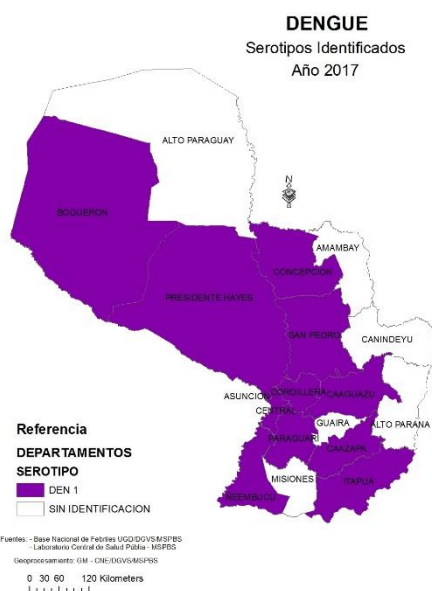 DENGUE
Serotipos Identificados
Año 2017
ALTO PARAGUAY
N
BOQUERON
AMAMBAY
CONCEPCION
PRESIDENTE HAYES
SAN PEDRO
CANINDEYU
ASUNCION
CORDILLERA
CAAGUAZU
CENTRAL
GUAIRA
ALTO PARANA
PARAGUARI
CAAZAPA
MISIONES
ITAPUA
ÑEEMBUCU
Referencia
DEPARTAMENTOS
SEROTIPO
DEN 1
SIN IDENTIFICACION
Fuentes: - Base Nacional de Febriles UGD/DGVS/MSPBS
- Laboratorio Central de Salud Públia - MSPBS
Geoprocesamiento: GM - CNE/DGVS/MSPBS
0 30 60 120 Kilometers